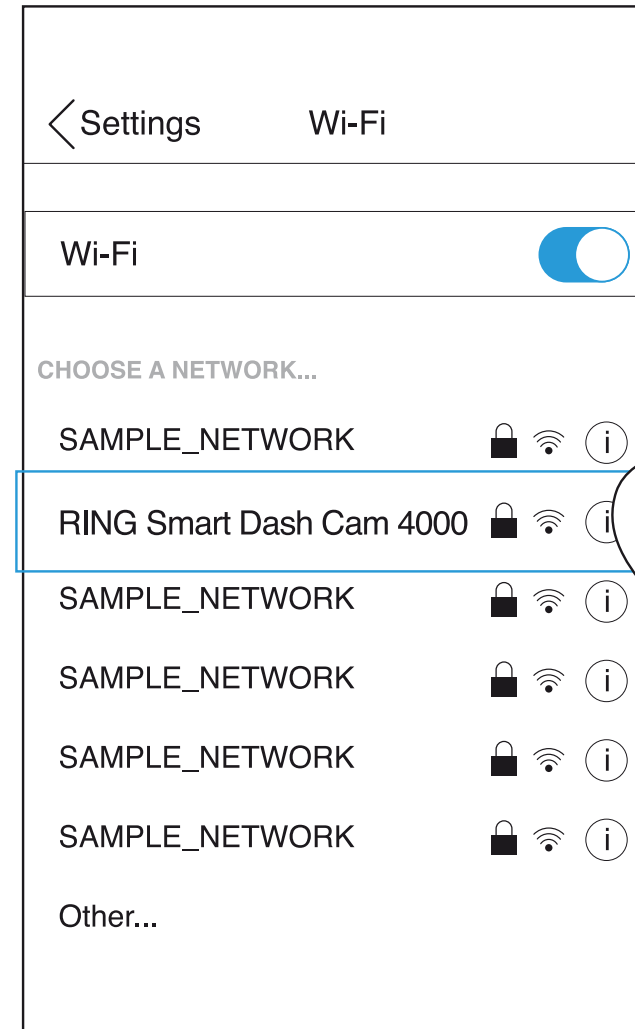 Settings Wi-Fi
Wi-Fi
CHOOSE A NETWORK...
SAMPLE_NETWORK i
RING Smart Dash Cam 4000 i
SAMPLE_NETWORK i
SAMPLE_NETWORK i
SAMPLE_NETWORK i
SAMPLE_NETWORK i
Other...